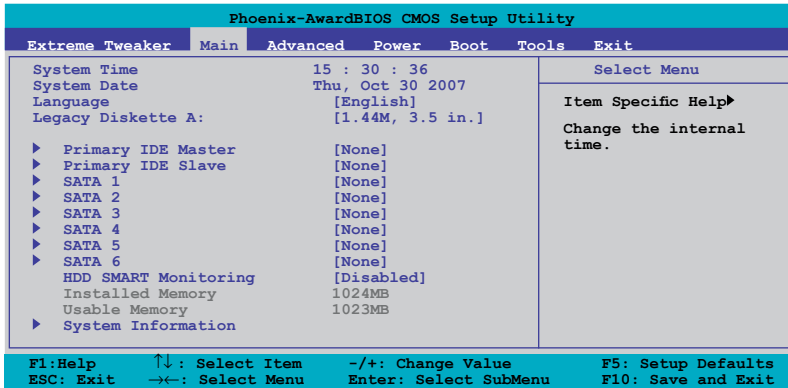 Phoenix-AwardBIOS CMOS Setup Utility
Extreme Tweaker Main Advanced Power Boot Tools Exit
System Time 15 : 30 : 36
System Date Thu, Oct 30 2007
Language [English]
Legacy Diskette A: [1.44M, 3.5 in.]
Primary IDE Master [None]
Primary IDE Slave [None]
SATA 1 [None]
SATA 2 [None]
SATA 3 [None]
SATA 4 [None]
SATA 5 [None]
SATA 6 [None]
HDD SMART Monitoring [Disabled]
Installed Memory 1024MB
Usable Memory 1023MB
System Information
Select Menu
Item Specific Help
Change the internal
time.
F1:Help ↑↓: Select Item -/+: Change Value F5: Setup Defaults
ESC: Exit →←: Select Menu Enter: Select SubMenu F10: Save and Exit